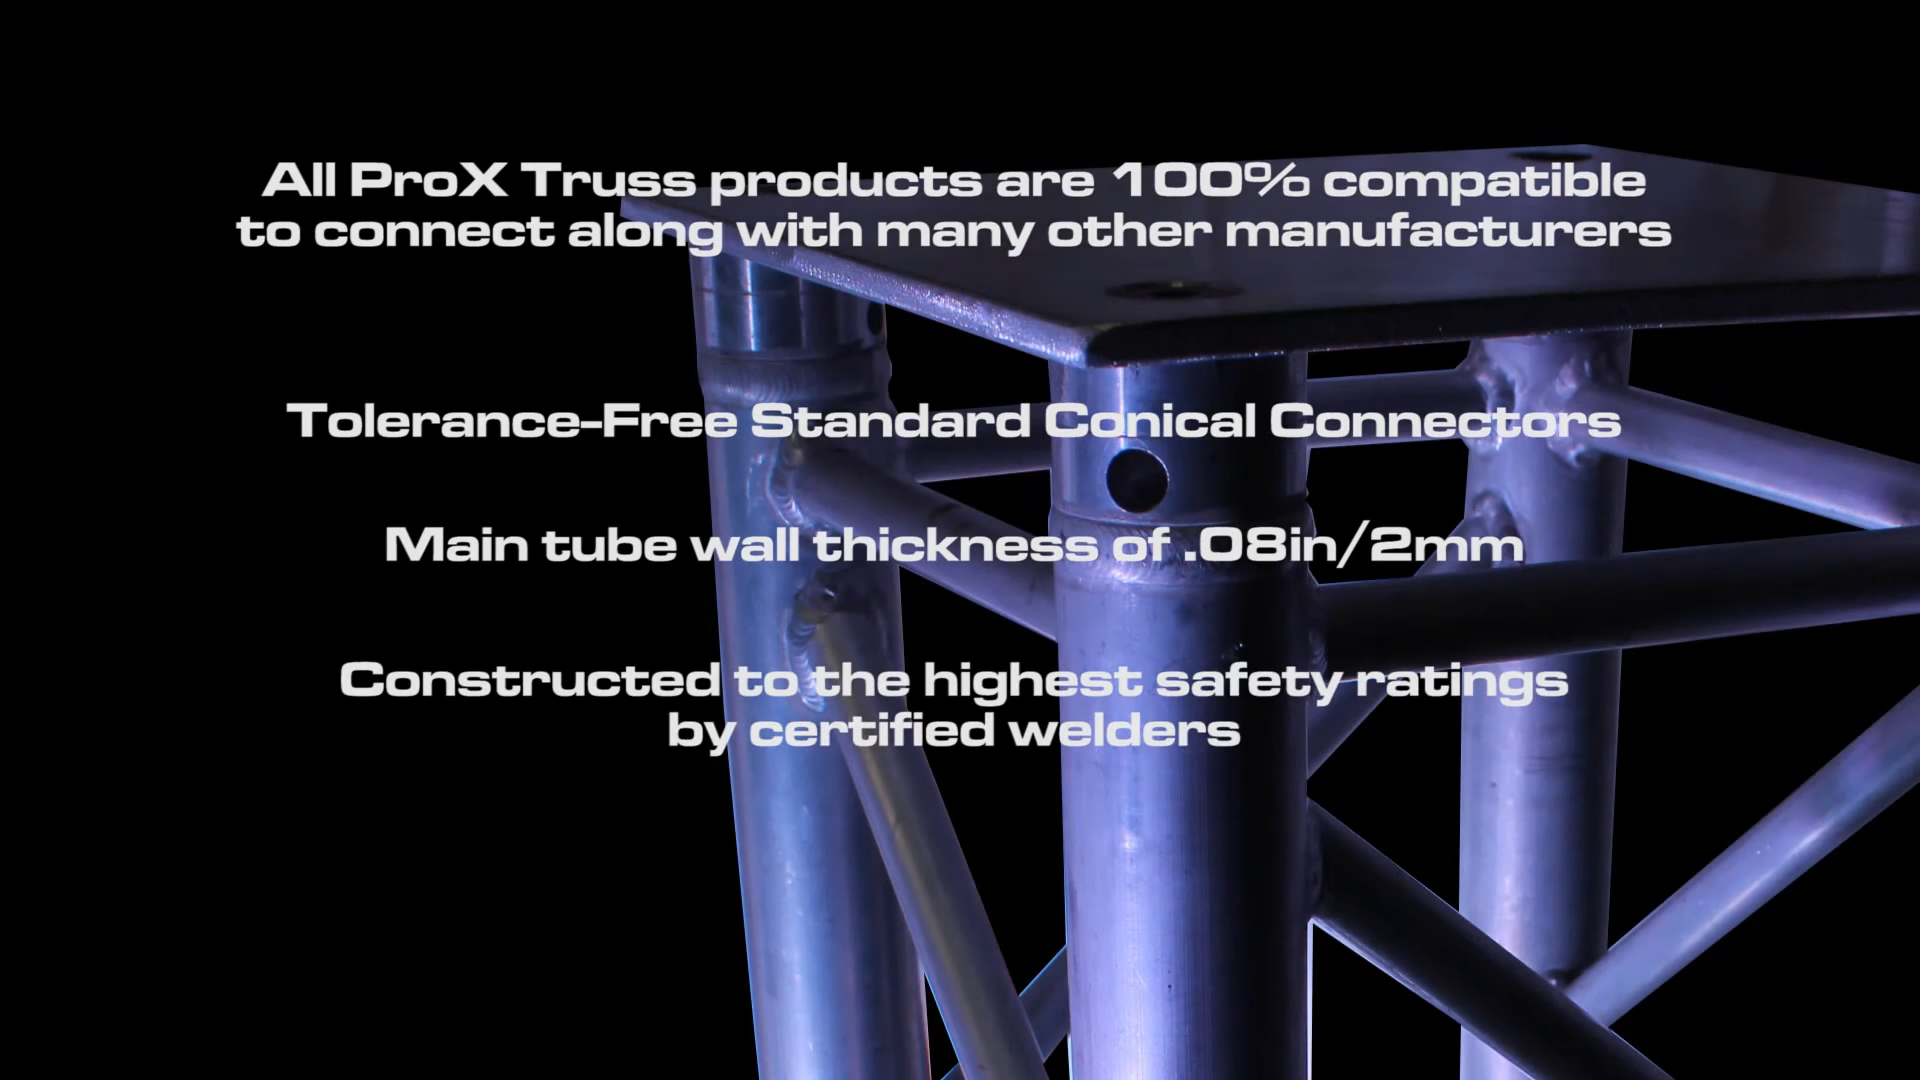 All ProX Truss products are 100% compatible
to connect along with many other manufacturers
Tolerance-Free Standard Conical Connectors
Main tube wall thickness of .08in/2mm
Constructed to the highest safety ratings
by certified welders